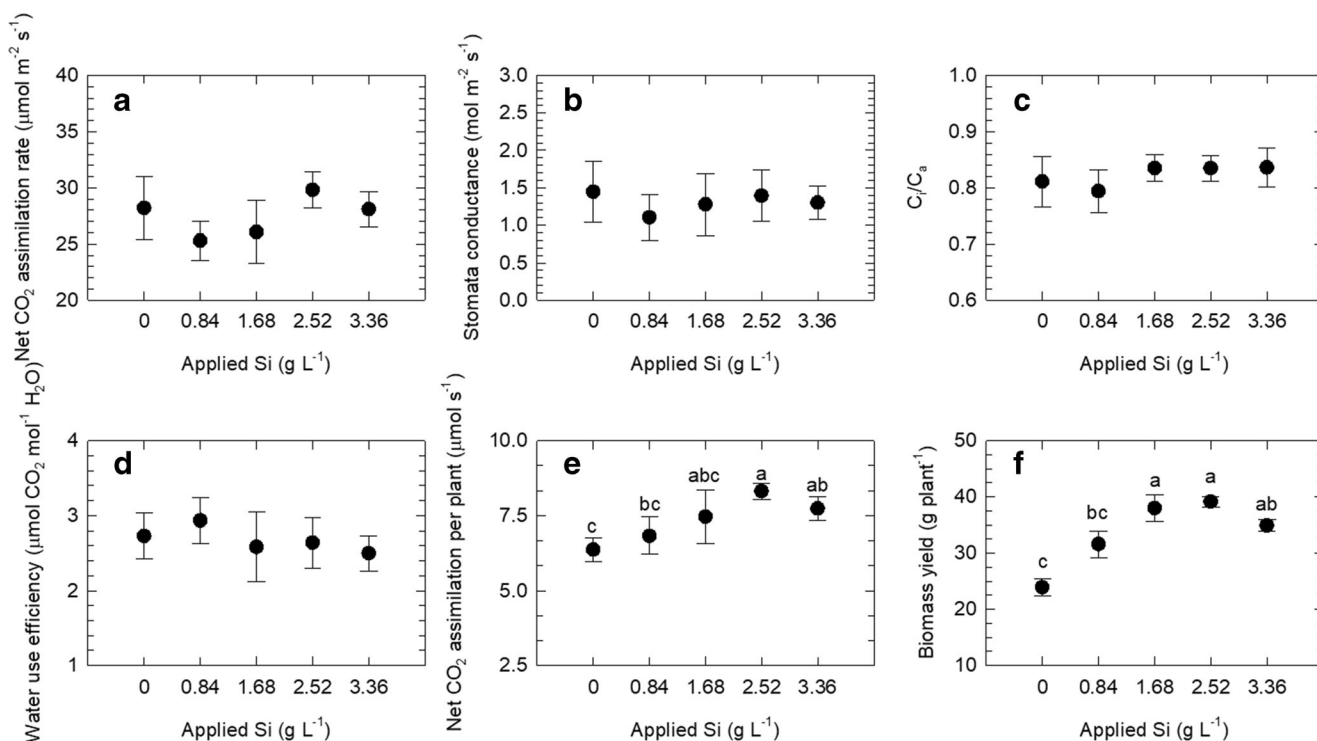 Net CO₂ assimilation rate (μmol m⁻² s⁻¹)
40
35
30
25
20
a
0 0.84 1.68 2.52 3.36
Applied Si (g L⁻¹)
Stomata conductance (mol m⁻² s⁻¹)
3.0
2.5
2.0
1.5
1.0
0.5
0.0
b
0 0.84 1.68 2.52 3.36
Applied Si (g L⁻¹)
Cᵢ/Cₐ
1.0
0.9
0.8
0.7
0.6
c
0 0.84 1.68 2.52 3.36
Applied Si (g L⁻¹)
Water use efficiency (μmol CO₂ mol⁻¹ H₂O)
4
3
2
1
d
0 0.84 1.68 2.52 3.36
Applied Si (g L⁻¹)
Net CO₂ assimilation per plant (μmol s⁻¹)
10.0
7.5
5.0
2.5
e
c bc abc a ab
0 0.84 1.68 2.52 3.36
Applied Si (g L⁻¹)
Biomass yield (g plant⁻¹)
50
40
30
20
10
f
c bc a a ab
0 0.84 1.68 2.52 3.36
Applied Si (g L⁻¹)